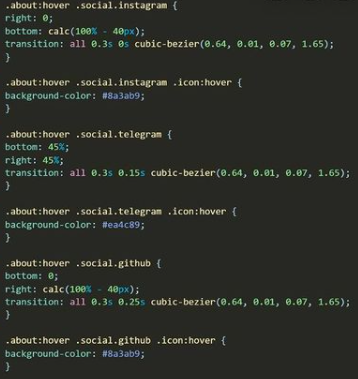 .about:hover .social.instagram {
right: 0;
bottom: calc(100% - 40px);
transition: all 0.3s 0s cubic-bezier(0.64, 0.01, 0.07, 1.65);
}
.about:hover .social.instagram .icon:hover {
background-color: #8a3ab9;
}
.about:hover .social.telegram {
bottom: 45%;
right: 45%;
transition: all 0.3s 0.15s cubic-bezier(0.64, 0.01, 0.07, 1.65);
}
.about:hover .social.telegram .icon:hover {
background-color: #ea4c89;
}
.about:hover .social.github {
bottom: 0;
right: calc(100% - 40px);
transition: all 0.3s 0.25s cubic-bezier(0.64, 0.01, 0.07, 1.65);
}
.about:hover .social.github .icon:hover {
background-color: #8a3ab9;
}